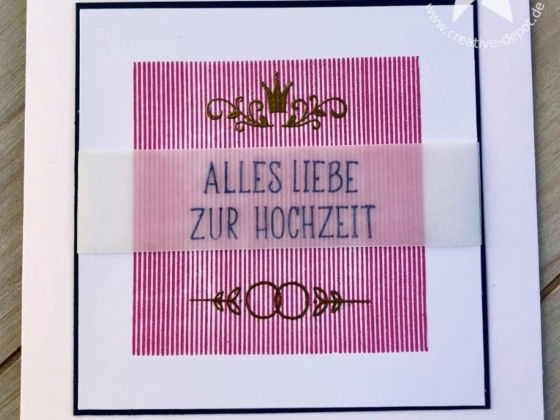 www.creative-depot.de
ALLES LIEBE
ZUR HOCHZEIT